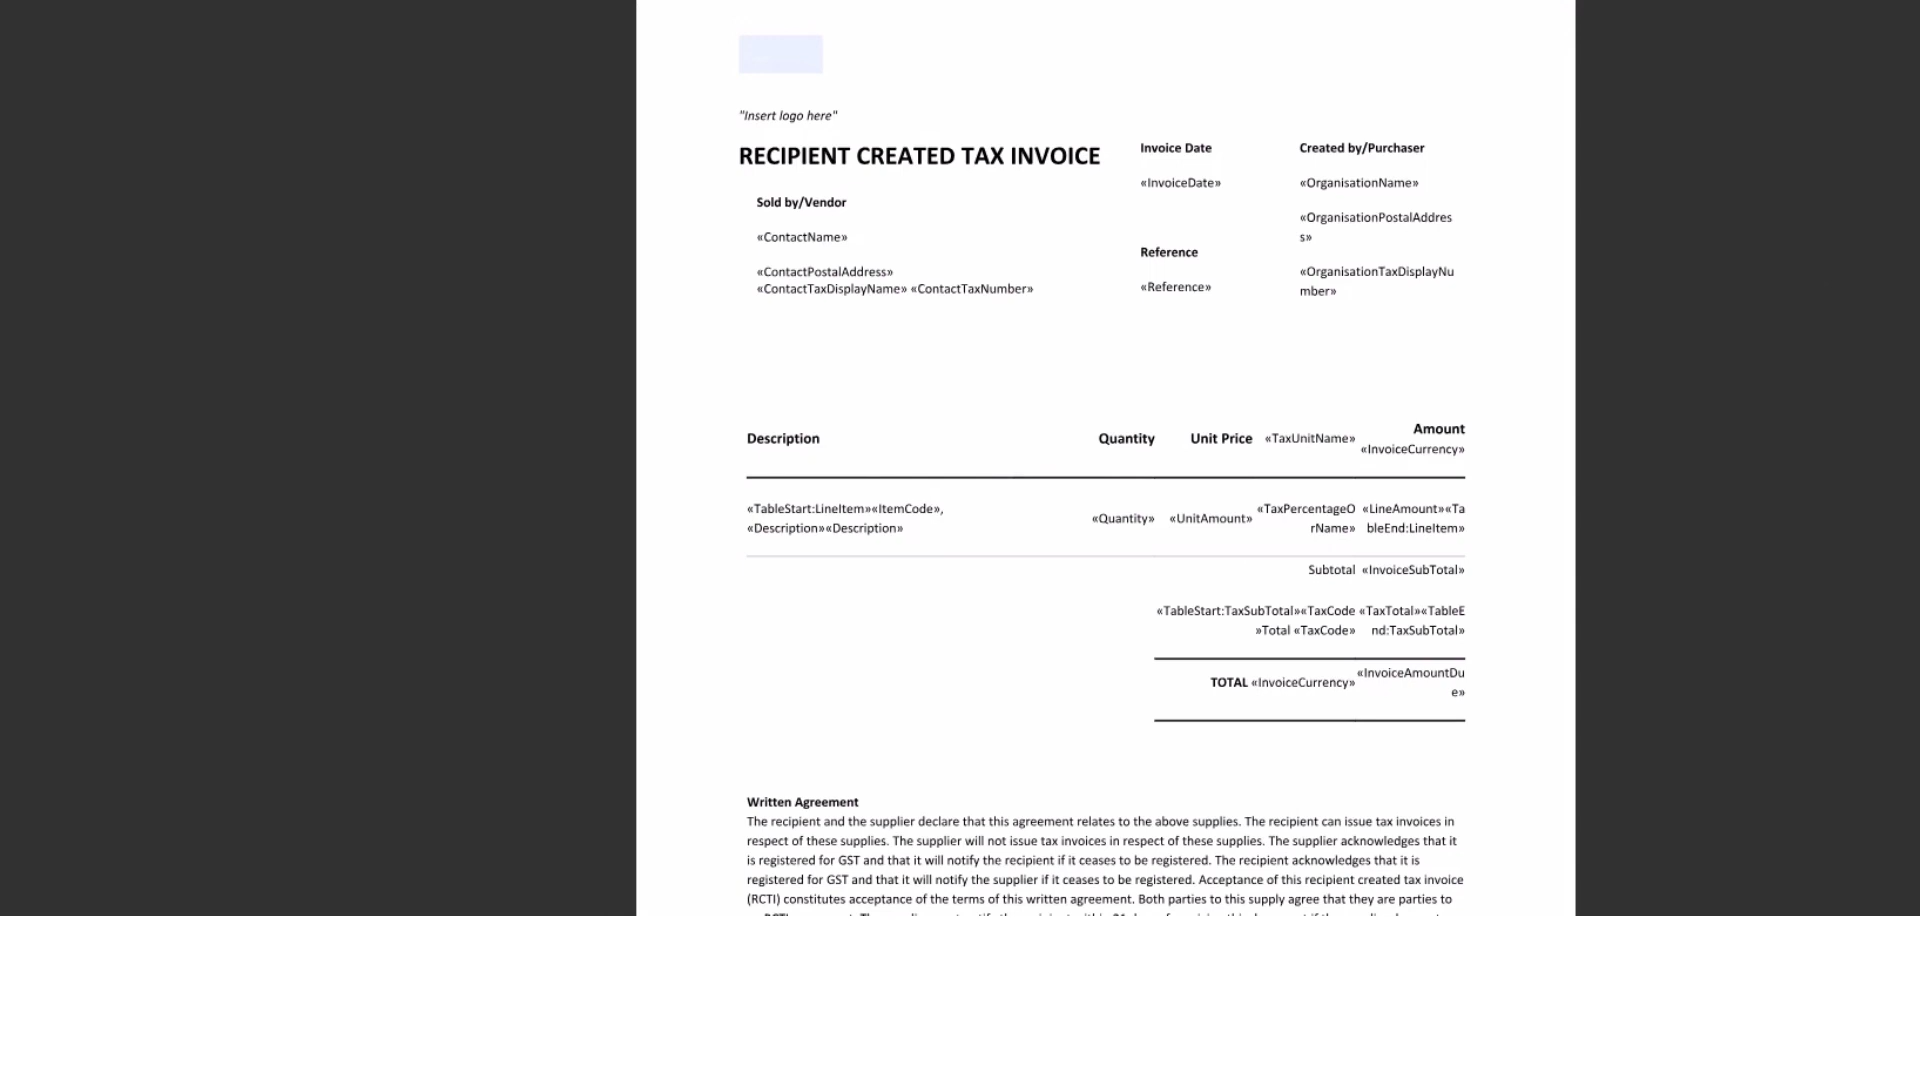 "Insert logo here"
RECIPIENT CREATED TAX INVOICE
Sold by/Vendor
«ContactName»
«ContactPostalAddress»
«ContactTaxDisplayName» «ContactTaxNumber»
Invoice Date
«InvoiceDate»
Reference
«Reference»
Created by/Purchaser
«OrganisationName»
«OrganisationPostalAddres
s»
«OrganisationTaxDisplayNu
mber»
Description Quantity Unit Price «TaxUnitName» Amount
«InvoiceCurrency»
«TableStart:LineItem»«ItemCode»,
«Description»«Description»
«Quantity» «UnitAmount»
«TaxPercentageO
rName»
«LineAmount»«Ta
bleEnd:LineItem»
Subtotal «InvoiceSubTotal»
«TableStart:TaxSubTotal»«TaxCode
»Total «TaxCode»
«TaxTotal»«TableE
nd:TaxSubTotal»
TOTAL «InvoiceCurrency»
«InvoiceAmountDu
e»
Written Agreement
The recipient and the supplier declare that this agreement relates to the above supplies. The recipient can issue tax invoices in
respect of these supplies. The supplier will not issue tax invoices in respect of these supplies. The supplier acknowledges that it
is registered for GST and that it will notify the recipient if it ceases to be registered. The recipient acknowledges that it is
registered for GST and that it will notify the supplier if it ceases to be registered. Acceptance of this recipient created tax invoice
(RCTI) constitutes acceptance of the terms of this written agreement. Both parties to this supply agree that they are parties to